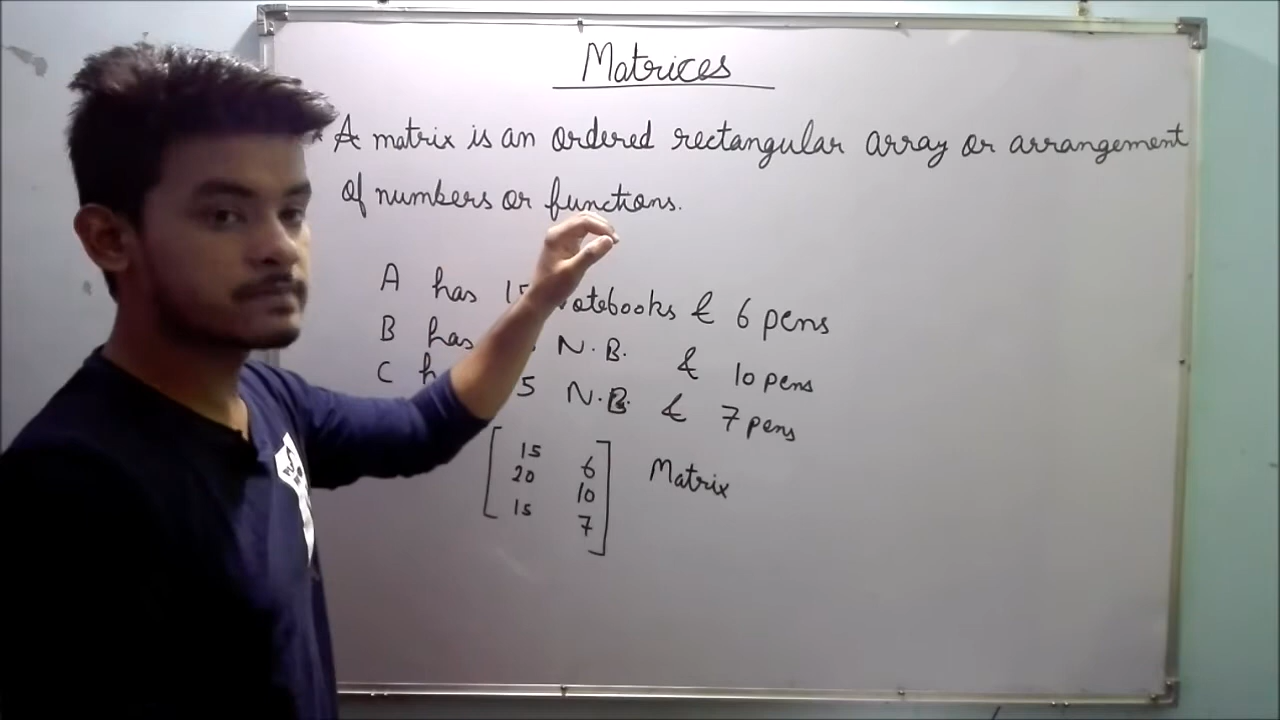 Matrices
* A matrix is an ordered rectangular array or arrangement
of numbers or functions.
A has 15 Notebooks & 6 pens
B has N.B. & 10 pens
C 5 N.B. & 7 pens
15 6
20 10
15 7
Matrix